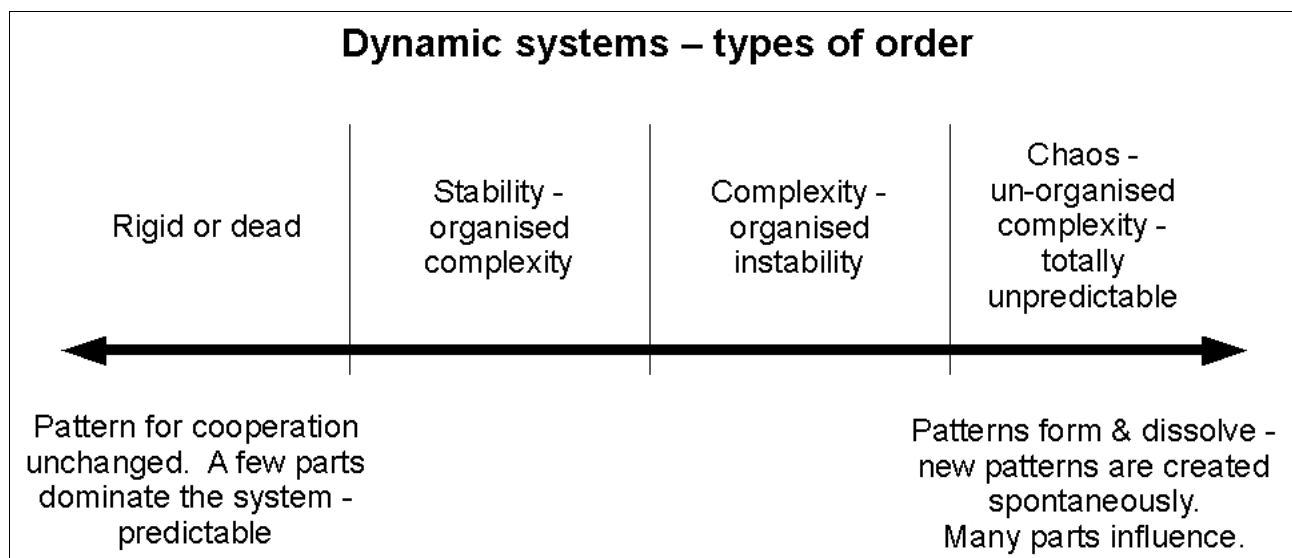 Dynamic systems – types of order
Rigid or dead
Stability -
organised
complexity
Complexity -
organised
instability
Chaos -
un-organised
complexity -
totally
unpredictable
Pattern for cooperation
unchanged.  A few parts
dominate the system -
predictable
Patterns form & dissolve -
new patterns are created
spontaneously.
Many parts influence.